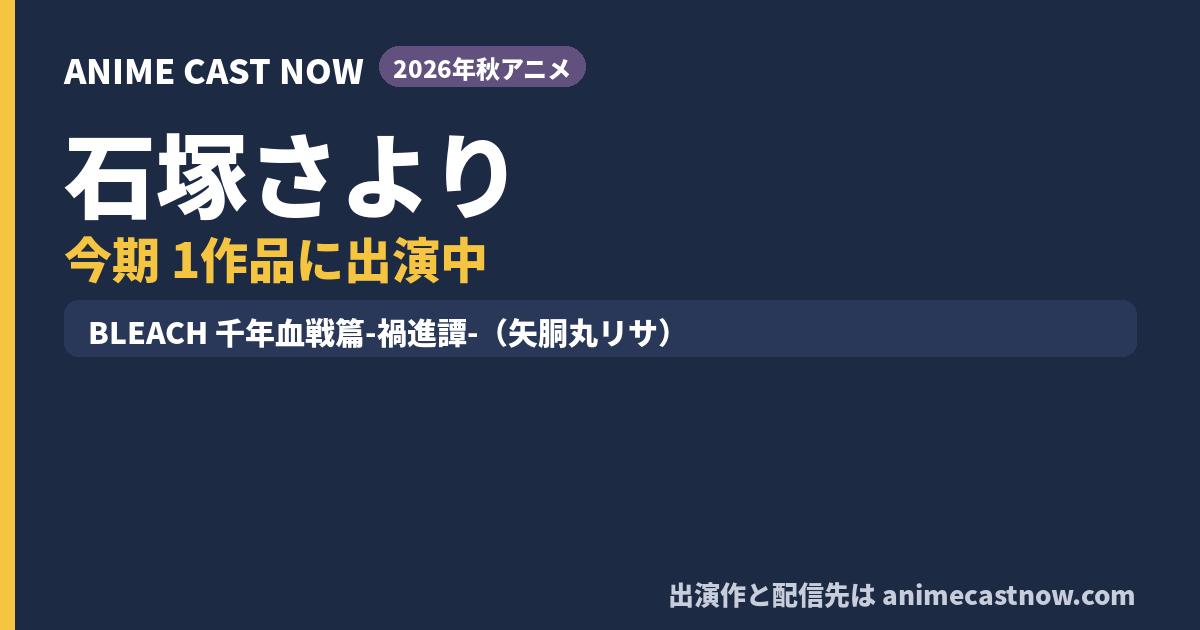 ANIME CAST NOW 2026年秋アニメ
石塚さより
今期 1作品に出演中
BLEACH 千年血戦篇-禍進譚-（矢胴丸リサ）
出演作と配信先は animecastnow.com